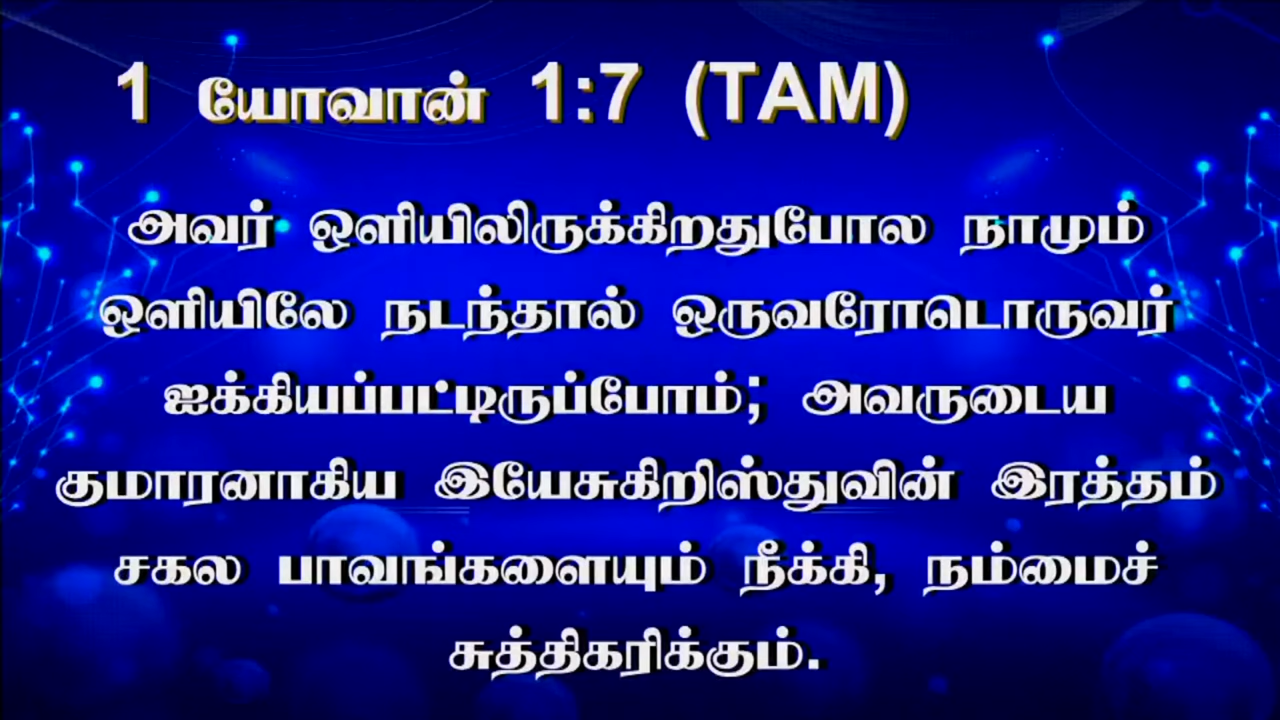 1 யோவான் 1:7 (TAM)
அவர் ஒளியிலிருக்கிறதுபோல நாமும்
ஒளியிலே நடந்தால் ஒருவரோடொருவர்
ஐக்கியப்பட்டிருப்போம்; அவருடைய
குமாரனாகிய இயேசுகிறிஸ்துவின் இரத்தம்
சகல பாவங்களையும் நீக்கி, நம்மைச்
சுத்திகரிக்கும்.